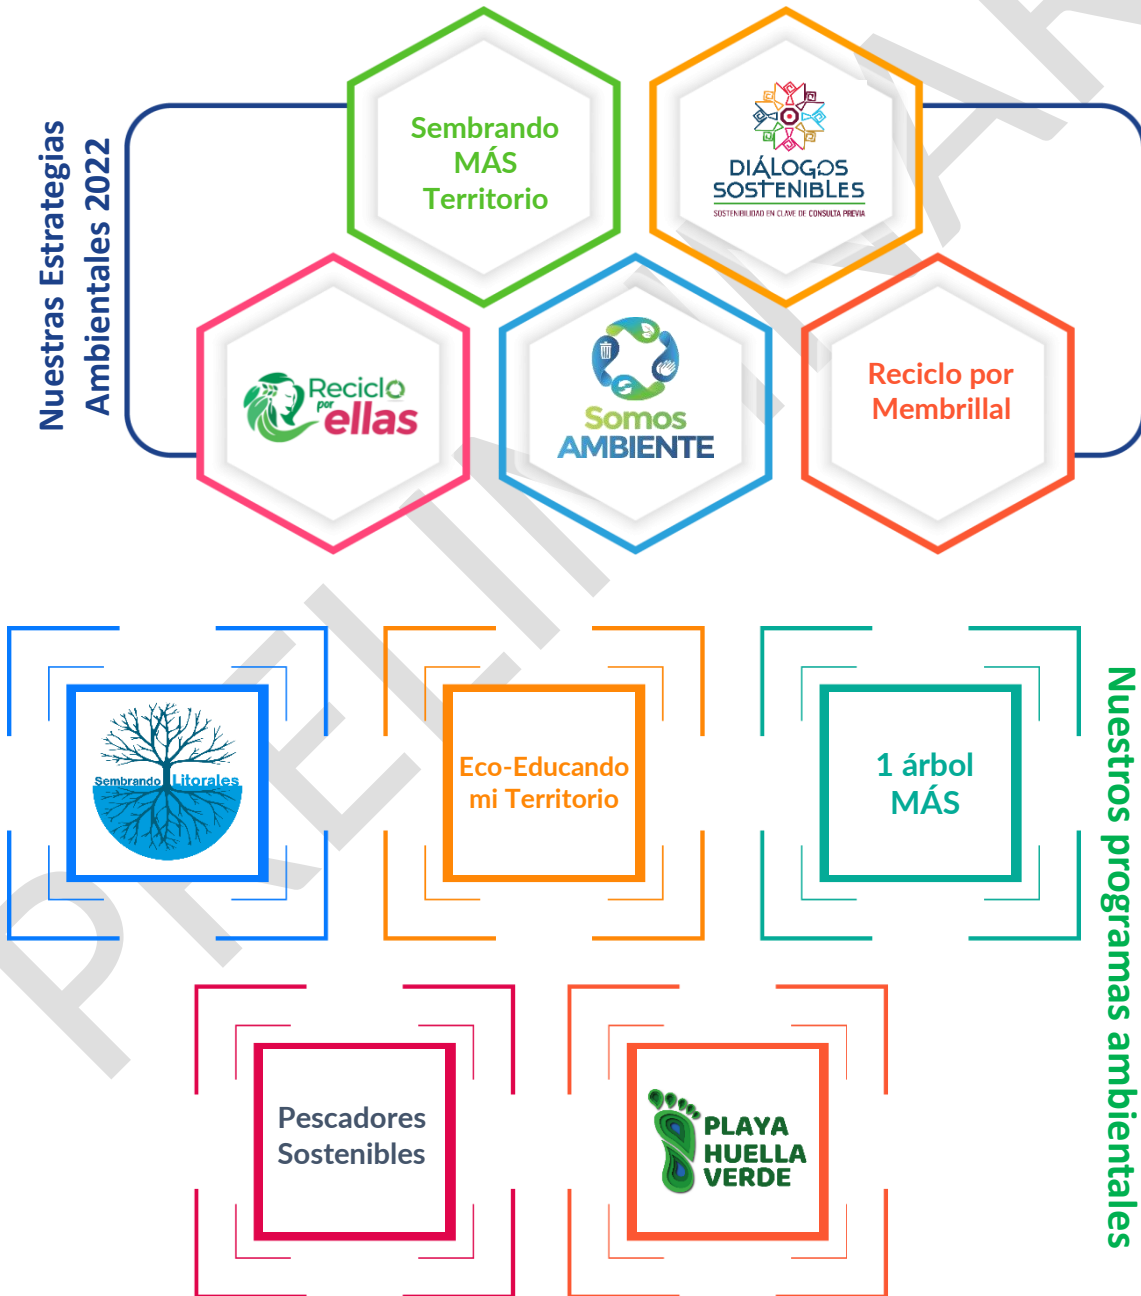 Nuestras Estrategias
Ambientales 2022
Sembrando
MÁS
Territorio
DIÁLOGOS
SOSTENIBLES
SOSTENIBILIDAD EN CLAVE DE CONSULTA PREVIA
Reciclo
por
ellas
Somos
AMBIENTE
Reciclo por
Membrillal
Sembrando Litorales
Eco-Educando
mi Territorio
1 árbol
MÁS
Nuestros programas ambientales
Pescadores
Sostenibles
PLAYA
HUELLA
VERDE